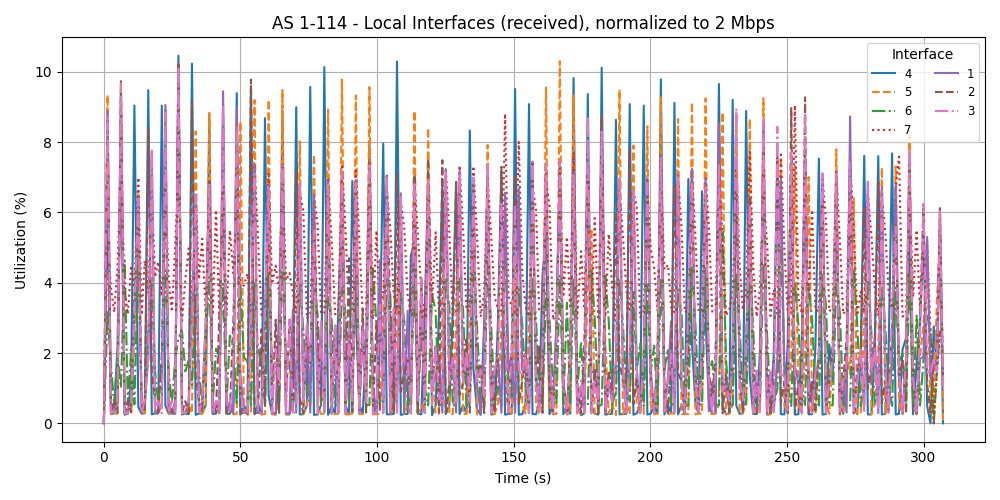 AS 1-114 - Local Interfaces (received), normalized to 2 Mbps
Utilization (%)
10
8
6
4
2
0
0 50 100 150 200 250 300
Time (s)
Interface
4 1
5 2
6 3
7